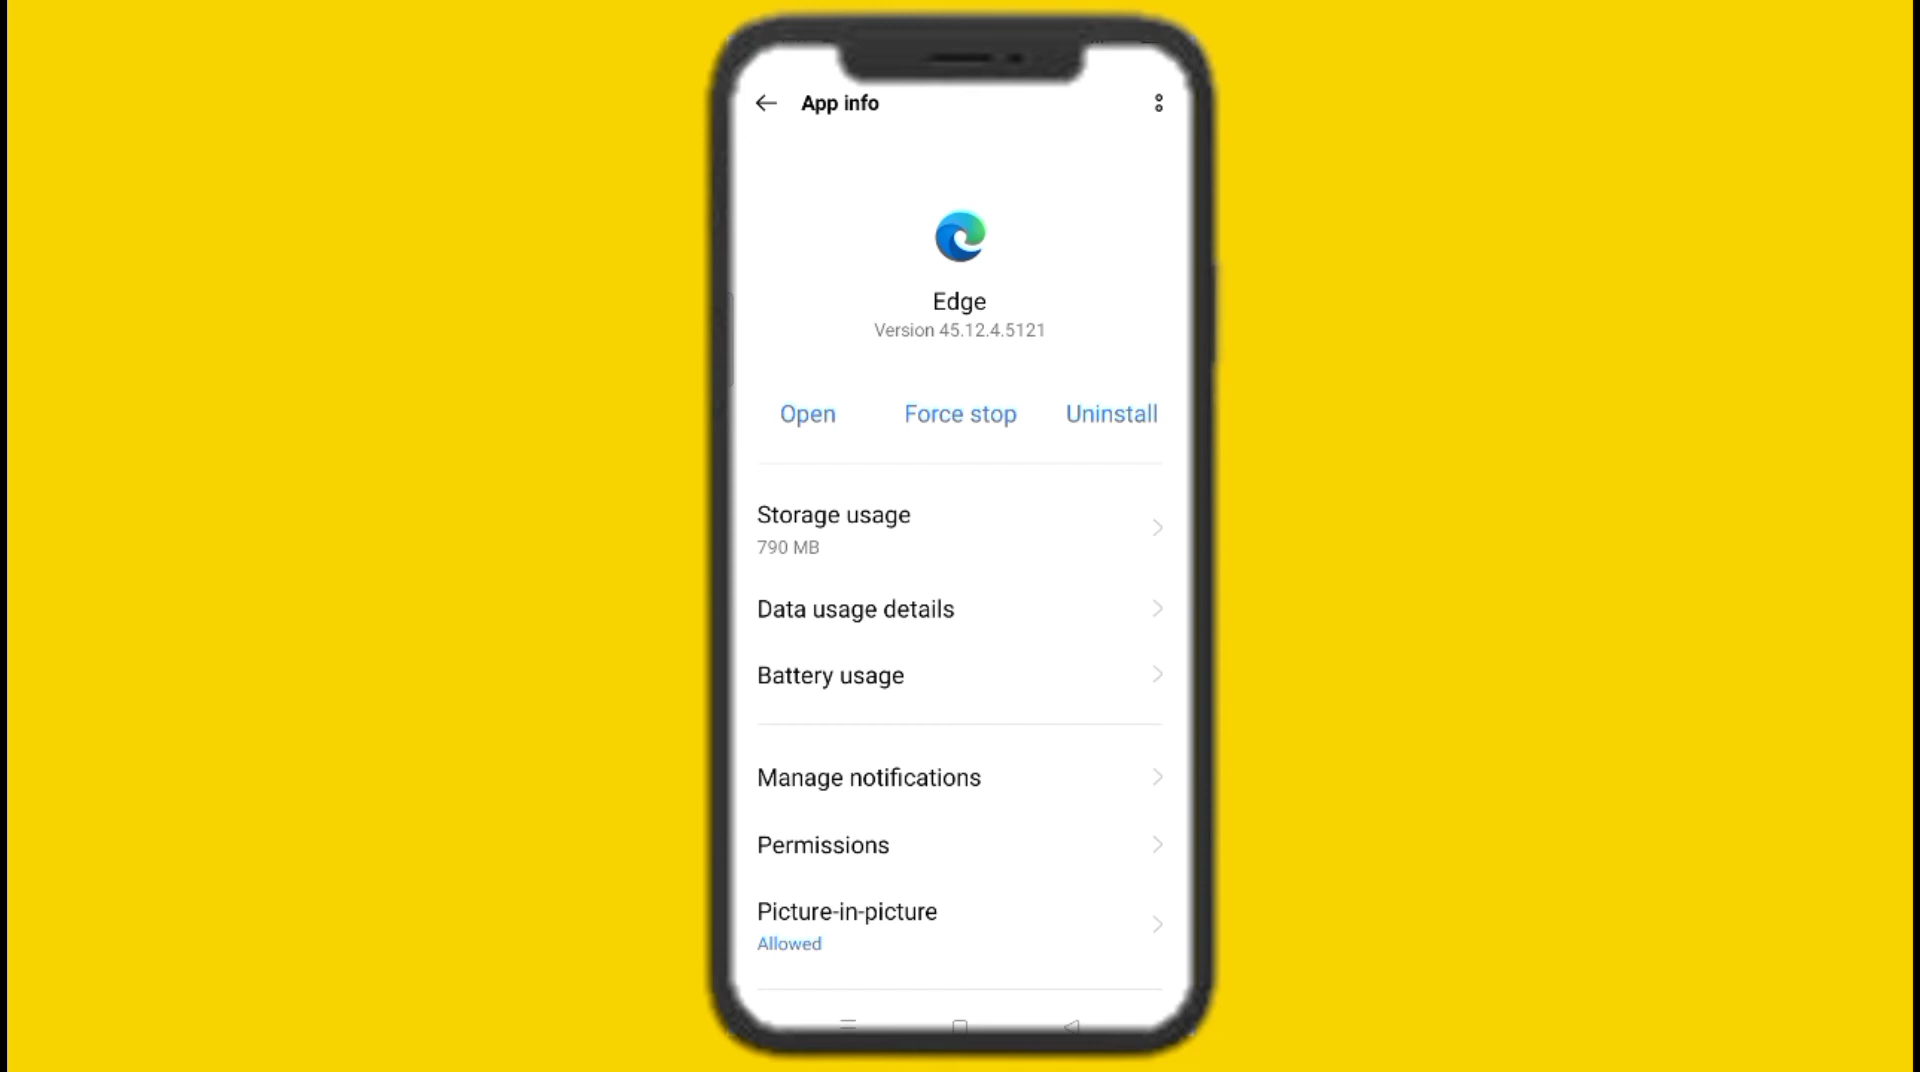 App info
Edge
Version 45.12.4.5121
Open Force stop Uninstall
Storage usage
790 MB
Data usage details
Battery usage
Manage notifications
Permissions
Picture-in-picture
Allowed